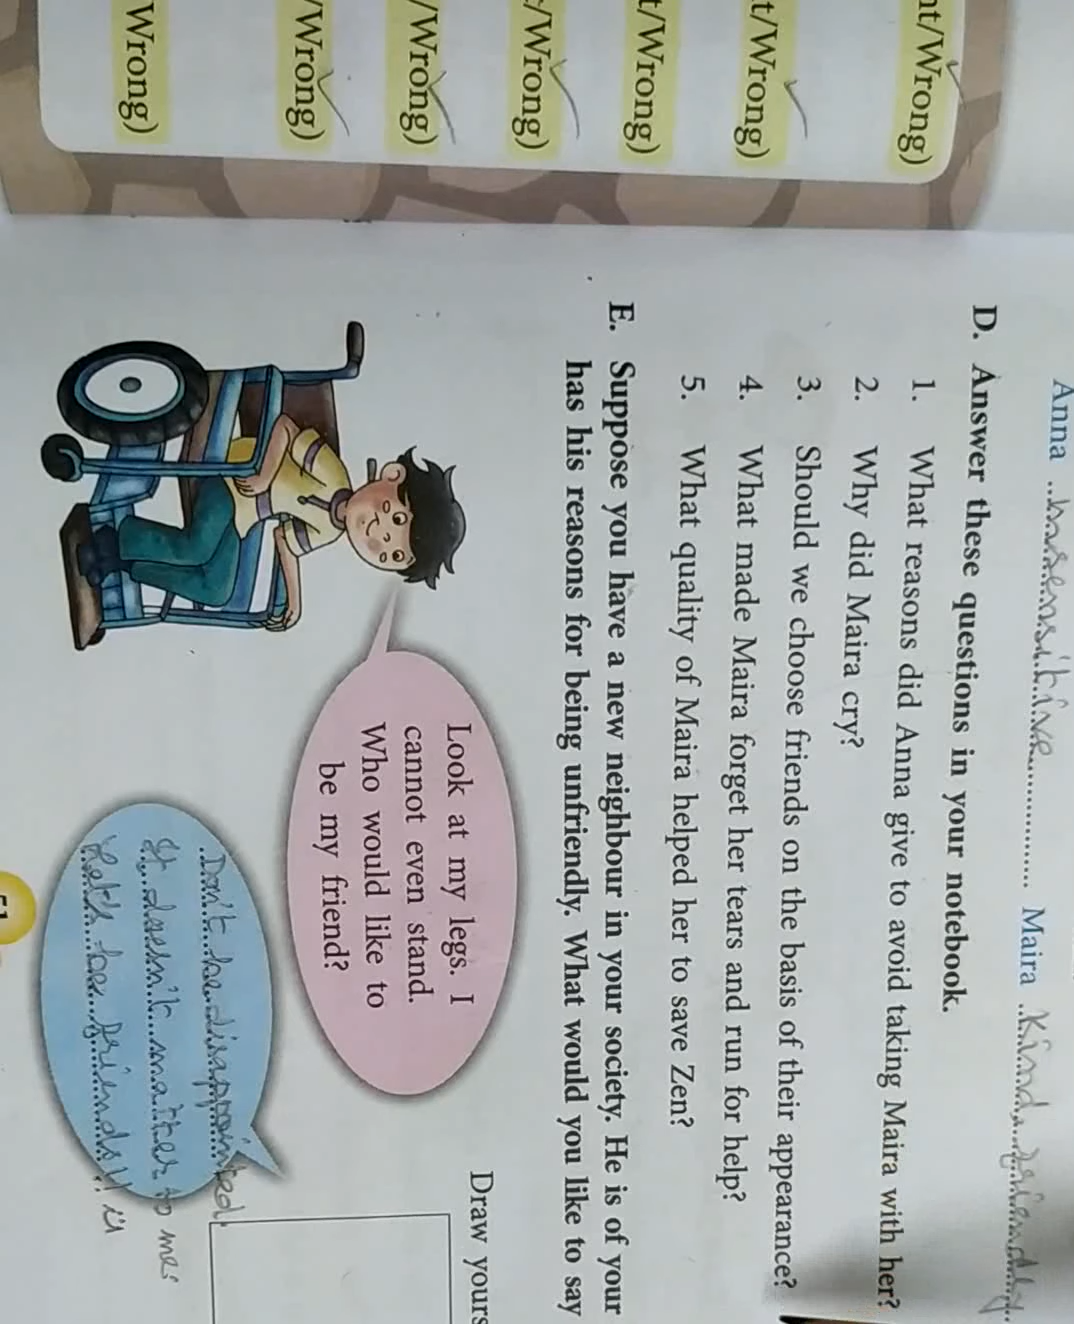 nt/Wrong)
t/Wrong)
t/Wrong)
/Wrong)
/Wrong)
/Wrong)
Wrong)
Anna insensitive Maira Kind, friendly
D. Answer these questions in your notebook.
1. What reasons did Anna give to avoid taking Maira with her?
2. Why did Maira cry?
3. Should we choose friends on the basis of their appearance?
4. What made Maira forget her tears and run for help?
5. What quality of Maira helped her to save Zen?
E. Suppose you have a new neighbour in your society. He is of your
has his reasons for being unfriendly. What would you like to say
Draw yours
Look at my legs. I
cannot even stand.
Who would like to
be my friend?
Don't be disappointed.
It doesn't matter to me.
Let's be friends!!
51